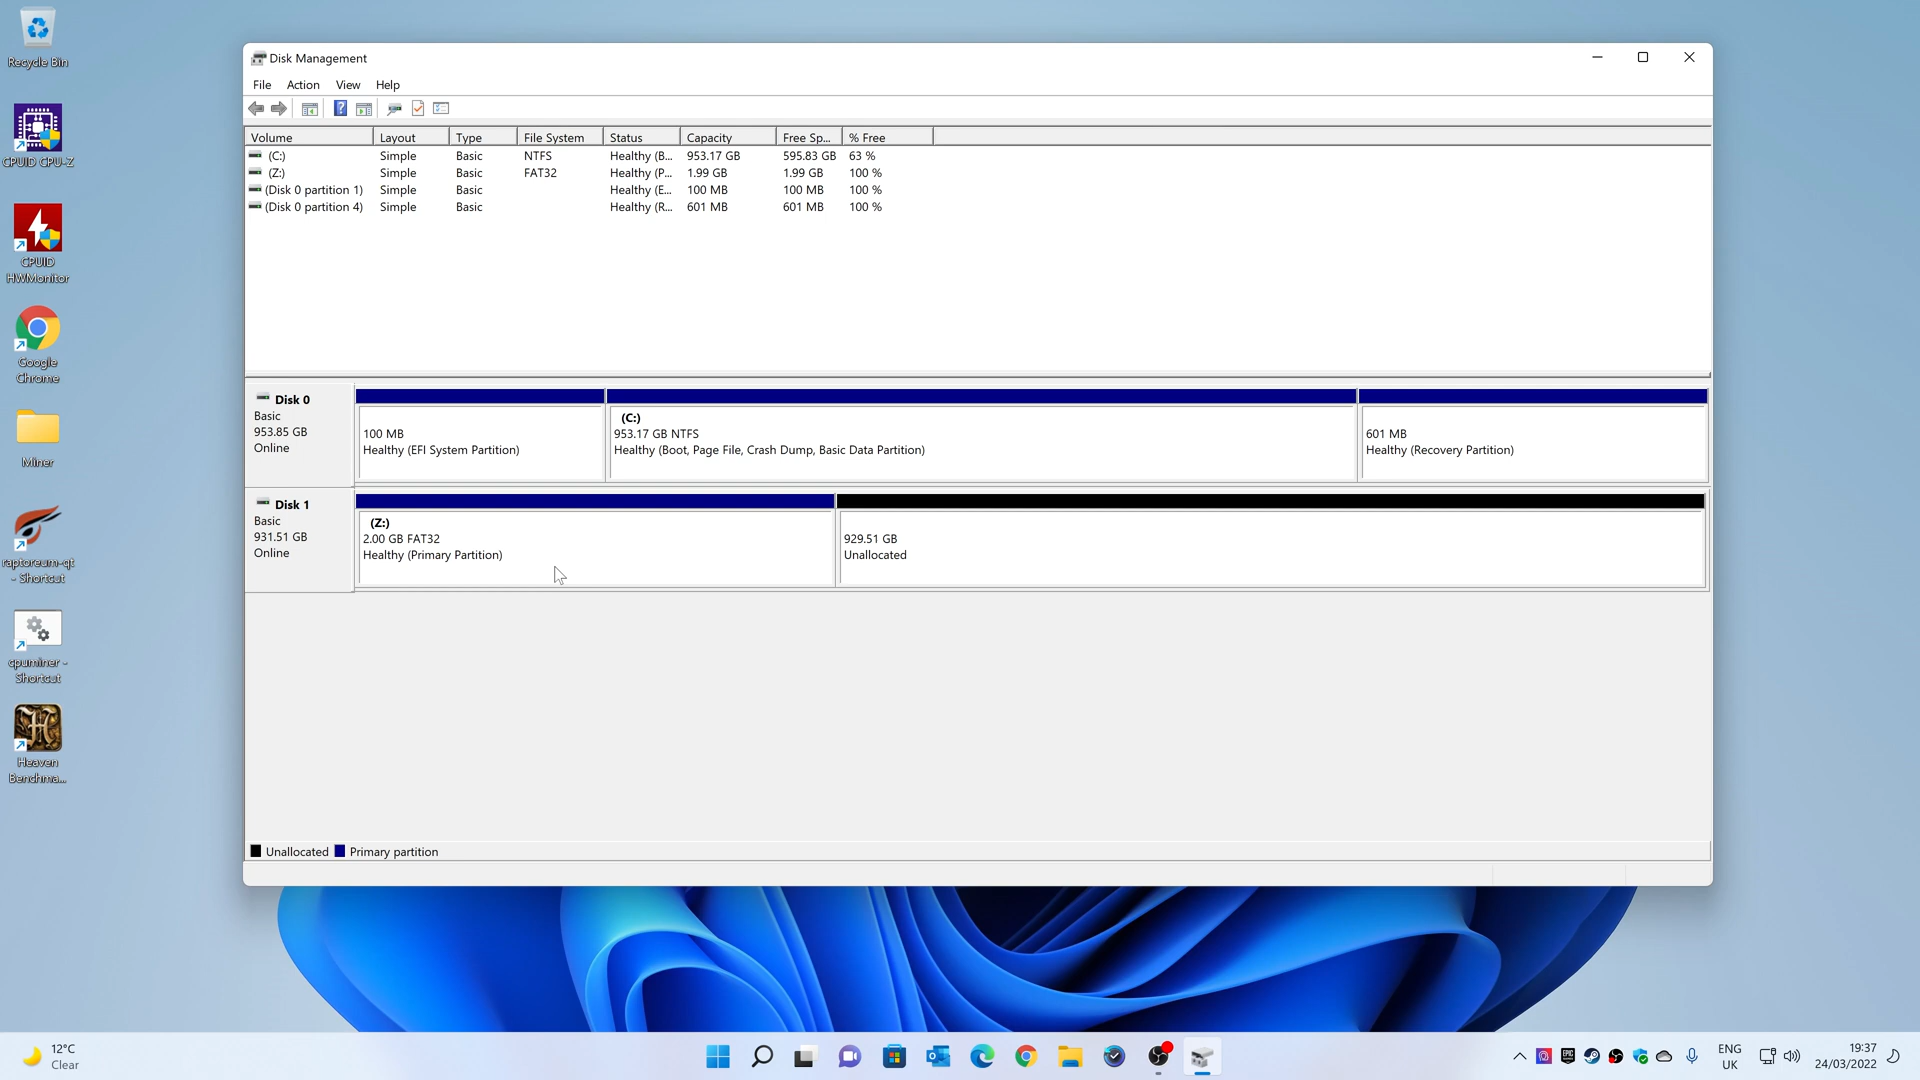 Recycle Bin
CPUID CPU-Z
CPUID
HWMonitor
Google
Chrome
Miner
raptoreum-qt
- Shortcut
cpuminer -
Shortcut
Heaven
Benchma...
Disk Management
File Action View Help
Volume Layout Type File System Status Capacity Free Sp... % Free
(C:) Simple Basic NTFS Healthy (B... 953.17 GB 595.83 GB 63 %
(Z:) Simple Basic FAT32 Healthy (P... 1.99 GB 1.99 GB 100 %
(Disk 0 partition 1) Simple Basic Healthy (E... 100 MB 100 MB 100 %
(Disk 0 partition 4) Simple Basic Healthy (R... 601 MB 601 MB 100 %
Disk 0
Basic
953.85 GB
Online
100 MB
Healthy (EFI System Partition)
(C:)
953.17 GB NTFS
Healthy (Boot, Page File, Crash Dump, Basic Data Partition)
601 MB
Healthy (Recovery Partition)
Disk 1
Basic
931.51 GB
Online
(Z:)
2.00 GB FAT32
Healthy (Primary Partition)
929.51 GB
Unallocated
Unallocated Primary partition
12°C
Clear
ENG
UK
19:37
24/03/2022